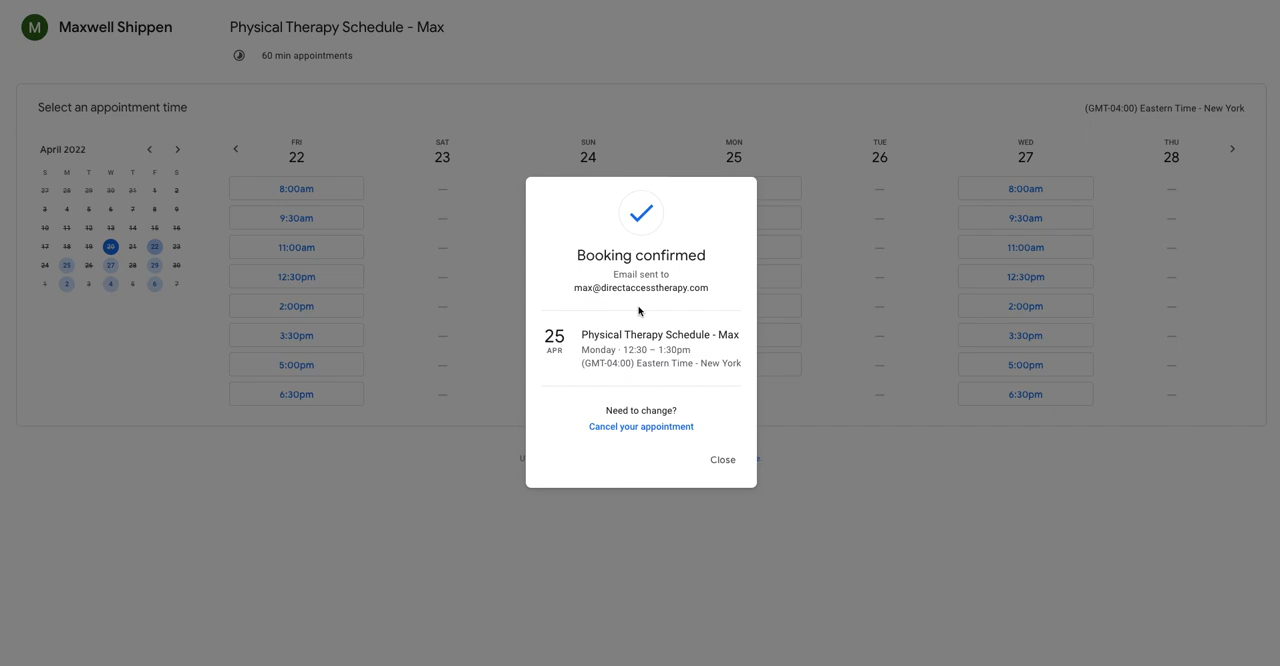 M
Maxwell Shippen
Physical Therapy Schedule - Max
60 min appointments
Select an appointment time
(GMT-04:00) Eastern Time - New York
April 2022
S M T W T F S
27 28 29 30 31 1 2
3 4 5 6 7 8 9
10 11 12 13 14 15 16
17 18 19 20 21 22 23
24 25 26 27 28 29 30
1 2 3 4 5 6 7
FRI SAT SUN MON TUE WED THU
22 23 24 25 26 27 28
8:00am — — — 8:00am —
9:30am — — 9:30am —
11:00am — — 11:00am —
12:30pm — — 12:30pm —
2:00pm — — 2:00pm —
3:30pm — — 3:30pm —
5:00pm — — 5:00pm —
6:30pm — — 6:30pm —
Booking confirmed
Email sent to
max@directaccesstherapy.com
25
APR
Physical Therapy Schedule - Max
Monday · 12:30 – 1:30pm
(GMT-04:00) Eastern Time - New York
Need to change?
Cancel your appointment
Close